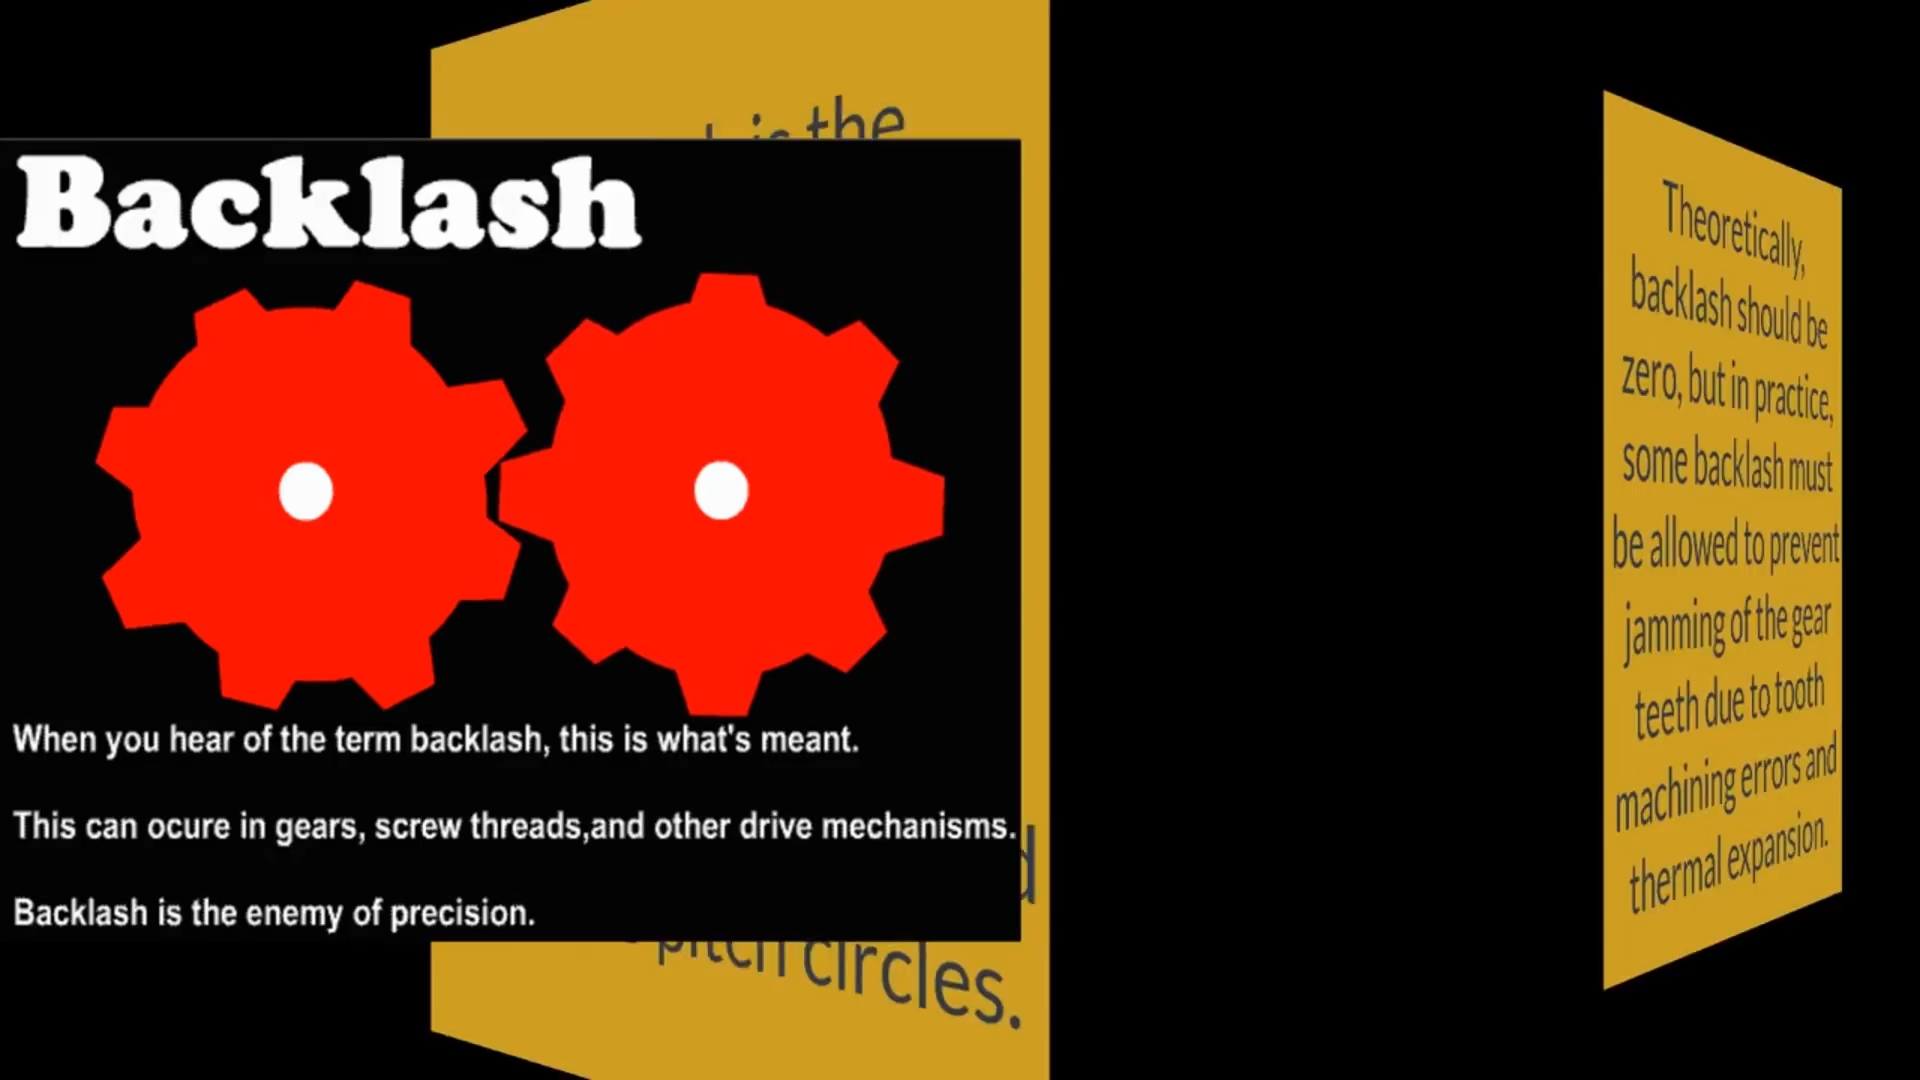 is the
Backlash
When you hear of the term backlash, this is what's meant.
This can ocure in gears, screw threads,and other drive mechanisms.
Backlash is the enemy of precision.
pitch circles.
Theoretically,
backlash should be
zero, but in practice,
some backlash must
be allowed to prevent
jamming of the gear
teeth due to tooth
machining errors and
thermal expansion.